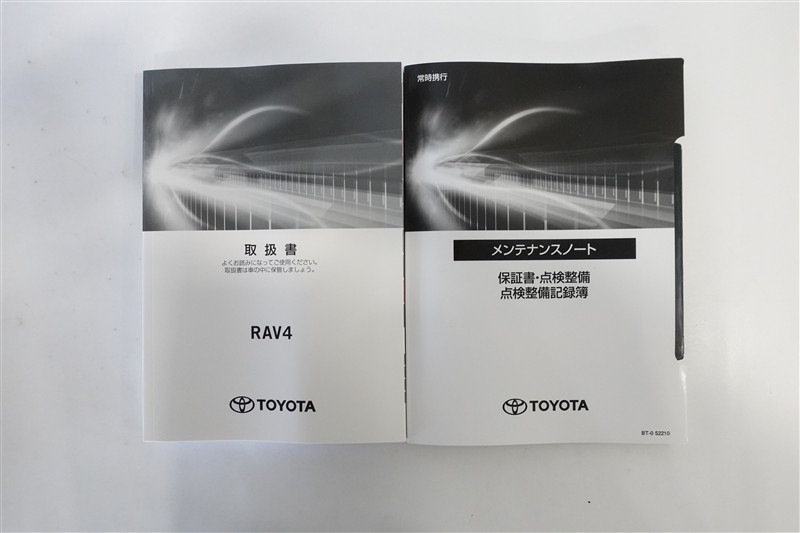 取扱書
よくお読みになってご使用ください。
取扱書は車の中に保管しましょう。
RAV4
TOYOTA
常時携行
メンテナンスノート
保証書・点検整備
点検整備記録簿
TOYOTA
BT-0 52210